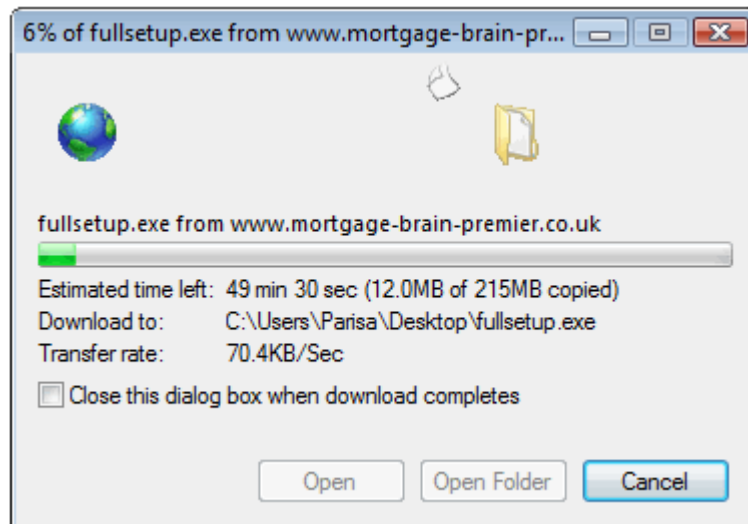 6% of fullsetup.exe from www.mortgage-brain-pr...
fullsetup.exe from www.mortgage-brain-premier.co.uk
Estimated time left: 49 min 30 sec (12.0MB of 215MB copied)
Download to: C:\Users\Parisa\Desktop\fullsetup.exe
Transfer rate: 70.4KB/Sec
Close this dialog box when download completes
Open Open Folder Cancel